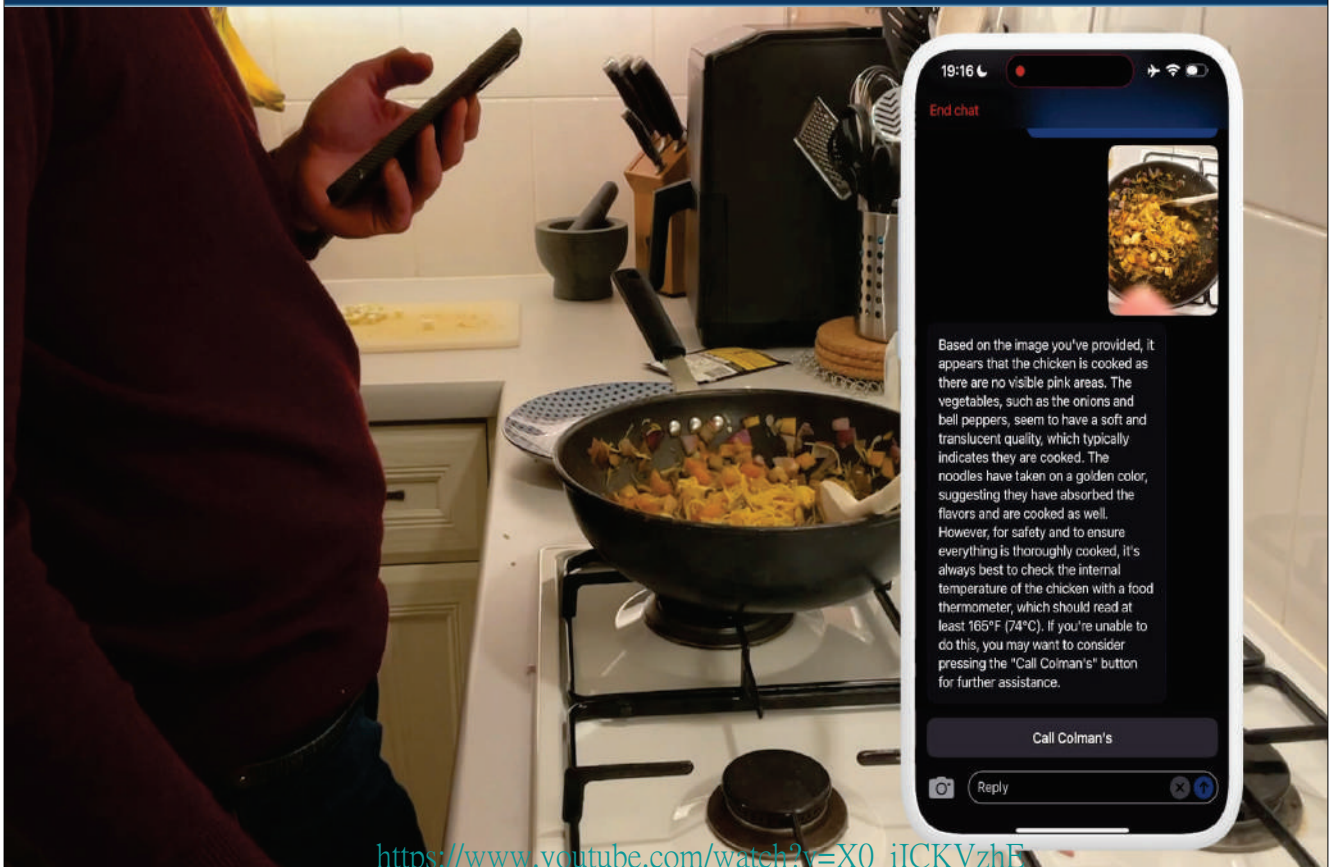 19:16
End chat
Based on the image you've provided, it
appears that the chicken is cooked as
there are no visible pink areas. The
vegetables, such as the onions and
bell peppers, seem to have a soft and
translucent quality, which typically
indicates they are cooked. The
noodles have taken on a golden color,
suggesting they have absorbed the
flavors and are cooked as well.
However, for safety and to ensure
everything is thoroughly cooked, it's
always best to check the internal
temperature of the chicken with a food
thermometer, which should read at
least 165°F (74°C). If you're unable to
do this, you may want to consider
pressing the "Call Colman's" button
for further assistance.
Call Colman's
Reply
https://www.youtube.com/watch?v=X0_iICKVzhE